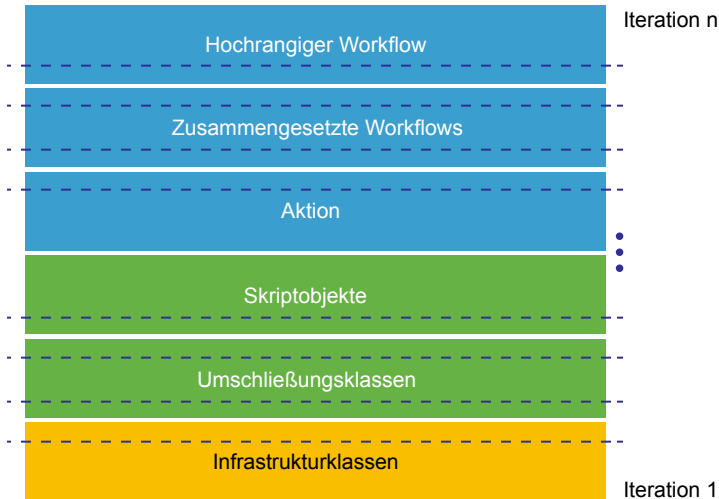 Iteration n
Hochrangiger Workflow
Zusammengesetzte Workflows
Aktion
Skriptobjekte
Umschließungsklassen
Infrastrukturklassen
Iteration 1